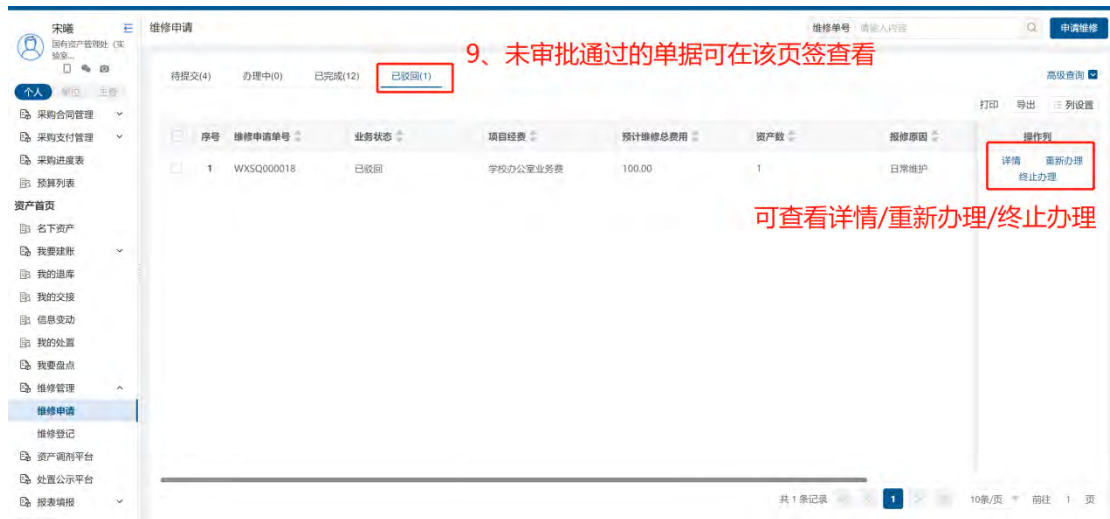 宋曦
国有资产管理处（实
验室...
个人 单位 主管
采购合同管理
采购支付管理
采购进度表
预算列表
资产首页
名下资产
我要建账
我的退库
我的交接
信息变动
我的处置
我要盘点
维修管理
维修申请
维修登记
资产调剂平台
处置公示平台
报表填报
维修申请
维修单号 请输入内容
申请维修
9、未审批通过的单据可在该页签查看
待提交(4) 办理中(0) 已完成(12) 已驳回(1)
高级查询
打印 导出 列设置
序号 维修申请单号 业务状态 项目经费 预计维修总费用 资产数 报修原因 操作列
1 WXSQ000018 已驳回 学校办公室业务费 100.00 1 日常维护 详情 重新办理
终止办理
可查看详情/重新办理/终止办理
共 1 条记录 1 10条/页 前往 1 页